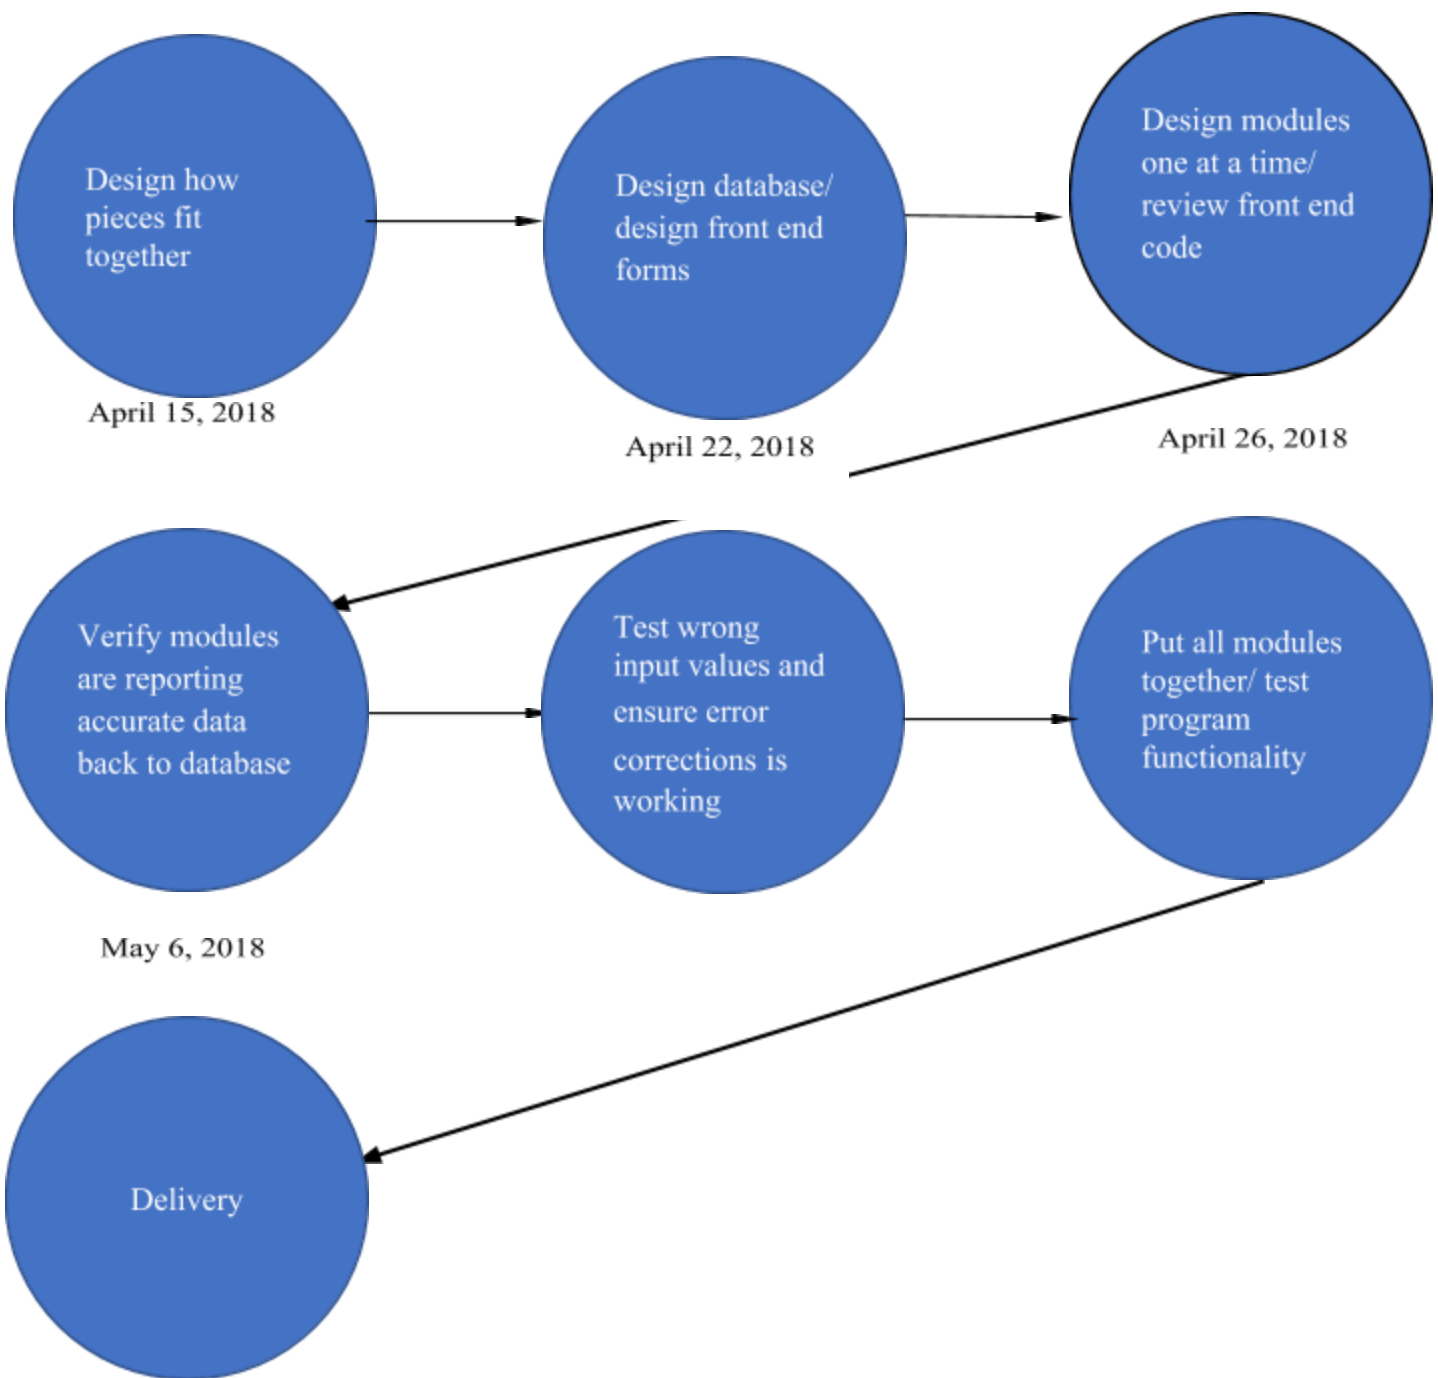 Design how
pieces fit
together
April 15, 2018
Design database/
design front end
forms
April 22, 2018
Design modules
one at a time/
review front end
code
April 26, 2018
Verify modules
are reporting
accurate data
back to database
May 6, 2018
Test wrong
input values and
ensure error
corrections is
working
Put all modules
together/ test
program
functionality
Delivery